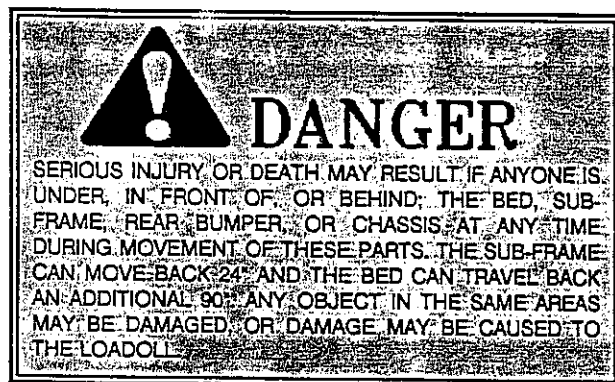 DANGER
SERIOUS INJURY OR DEATH MAY RESULT IF ANYONE IS
UNDER, IN FRONT OF, OR BEHIND; THE BED, SUB-
FRAME, REAR BUMPER, OR CHASSIS AT ANY TIME
DURING MOVEMENT OF THESE PARTS. THE SUB-FRAME
CAN MOVE BACK 24" AND THE BED CAN TRAVEL BACK
AN ADDITIONAL 90". ANY OBJECT IN THE SAME AREAS
MAY BE DAMAGED, OR DAMAGE MAY BE CAUSED TO
THE LOADOLL.